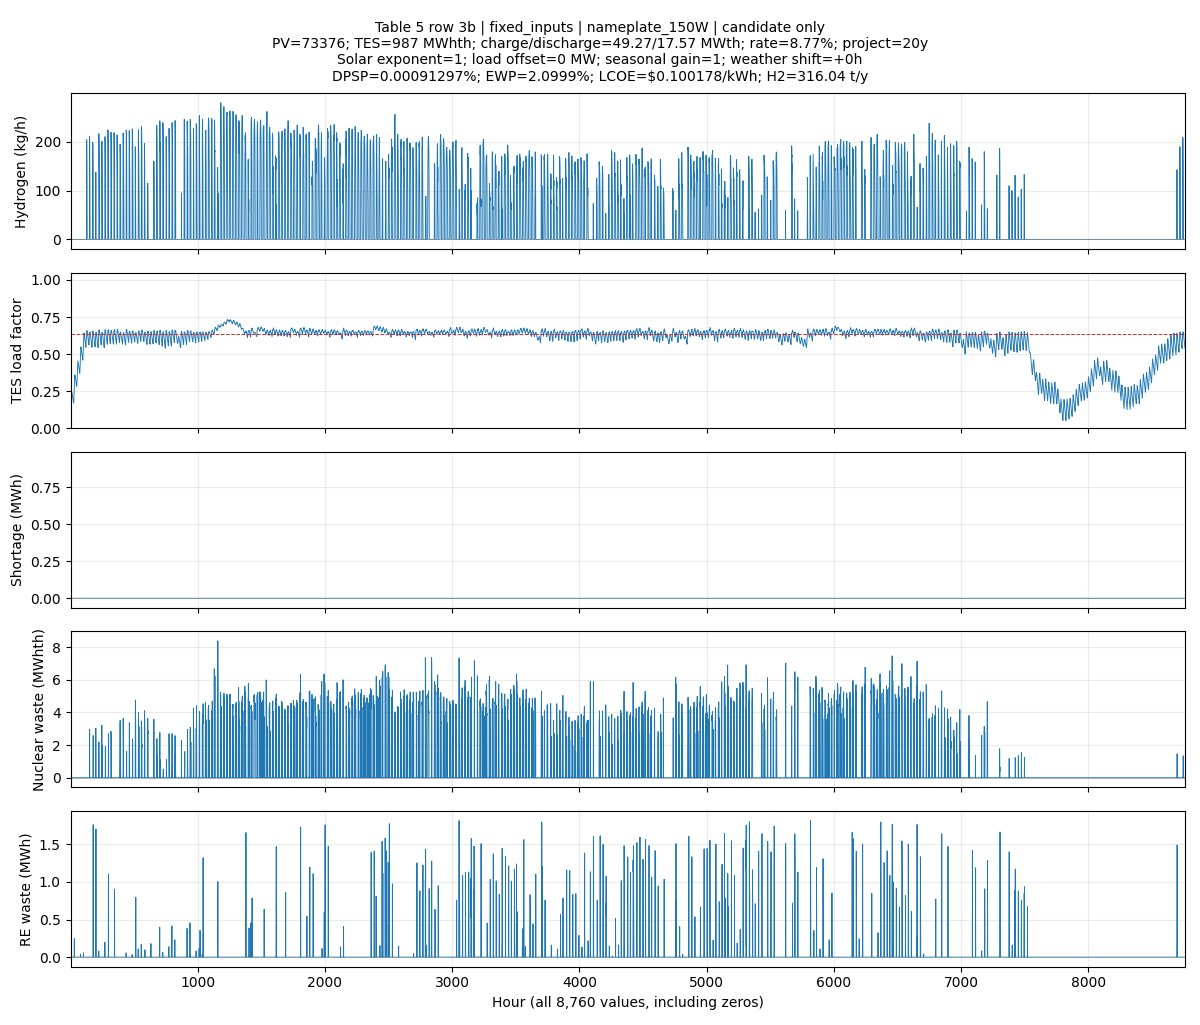 Table 5 row 3b | fixed_inputs | nameplate_150W | candidate only
PV=73376; TES=987 MWhth; charge/discharge=49.27/17.57 MWth; rate=8.77%; project=20y
Solar exponent=1; load offset=0 MW; seasonal gain=1; weather shift=+0h
DPSP=0.00091297%; EWP=2.0999%; LCOE=$0.100178/kWh; H2=316.04 t/y
Hydrogen (kg/h)
200
100
0
TES load factor
1.00
0.75
0.50
0.25
0.00
Shortage (MWh)
0.75
0.50
0.25
0.00
Nuclear waste (MWhth)
8
6
4
2
0
RE waste (MWh)
1.5
1.0
0.5
0.0
1000 2000 3000 4000 5000 6000 7000 8000
Hour (all 8,760 values, including zeros)